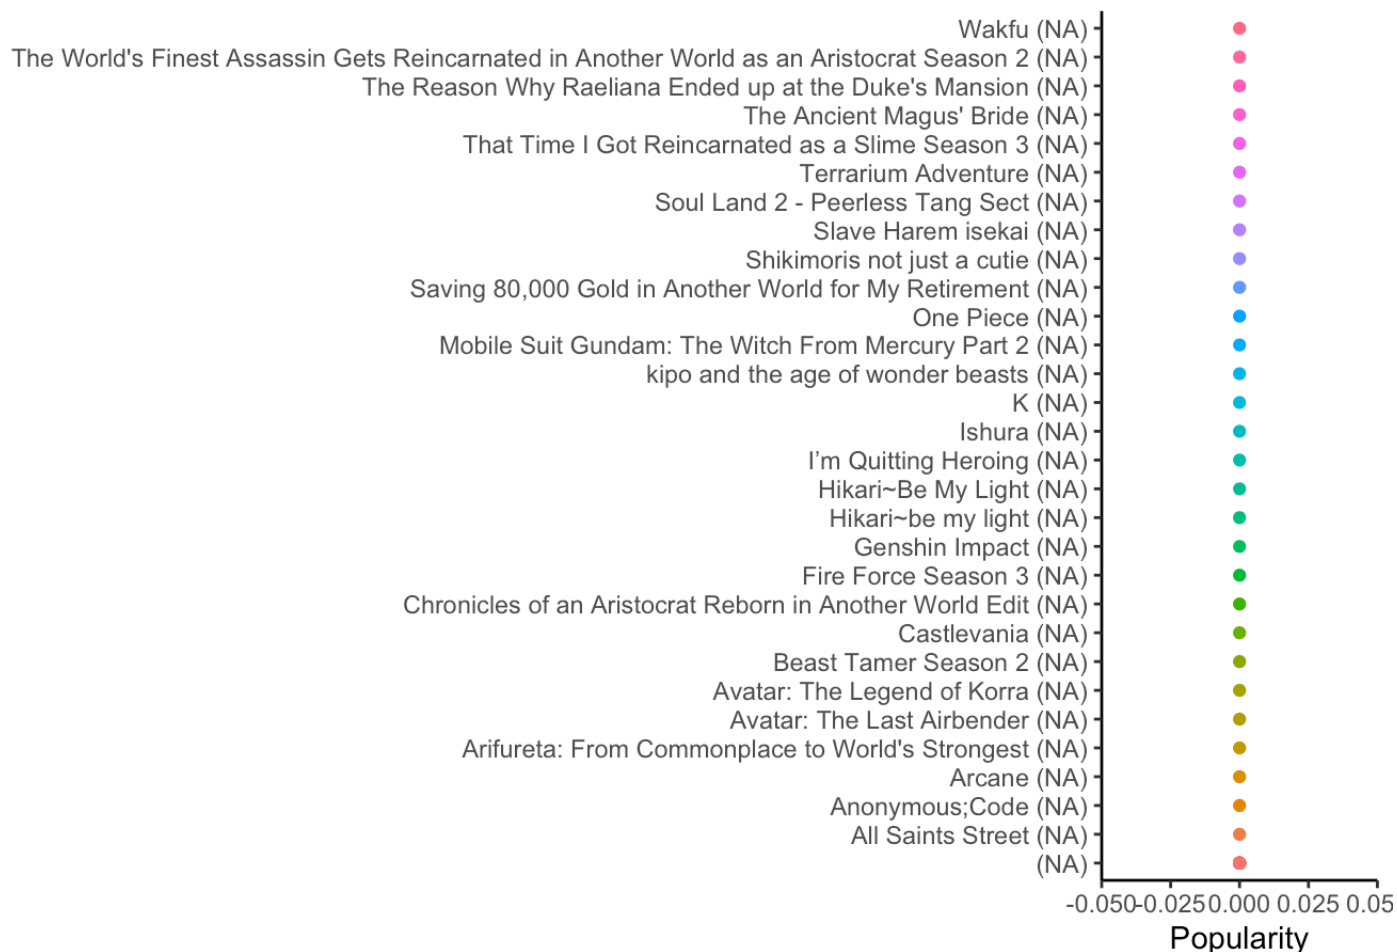 Wakfu (NA)
The World's Finest Assassin Gets Reincarnated in Another World as an Aristocrat Season 2 (NA)
The Reason Why Raeliana Ended up at the Duke's Mansion (NA)
The Ancient Magus' Bride (NA)
That Time I Got Reincarnated as a Slime Season 3 (NA)
Terrarium Adventure (NA)
Soul Land 2 - Peerless Tang Sect (NA)
Slave Harem isekai (NA)
Shikimoris not just a cutie (NA)
Saving 80,000 Gold in Another World for My Retirement (NA)
One Piece (NA)
Mobile Suit Gundam: The Witch From Mercury Part 2 (NA)
kipo and the age of wonder beasts (NA)
K (NA)
Ishura (NA)
I’m Quitting Heroing (NA)
Hikari~Be My Light (NA)
Hikari~be my light (NA)
Genshin Impact (NA)
Fire Force Season 3 (NA)
Chronicles of an Aristocrat Reborn in Another World Edit (NA)
Castlevania (NA)
Beast Tamer Season 2 (NA)
Avatar: The Legend of Korra (NA)
Avatar: The Last Airbender (NA)
Arifureta: From Commonplace to World's Strongest (NA)
Arcane (NA)
Anonymous;Code (NA)
All Saints Street (NA)
(NA)
-0.050 -0.025 0.000 0.025 0.05
Popularity